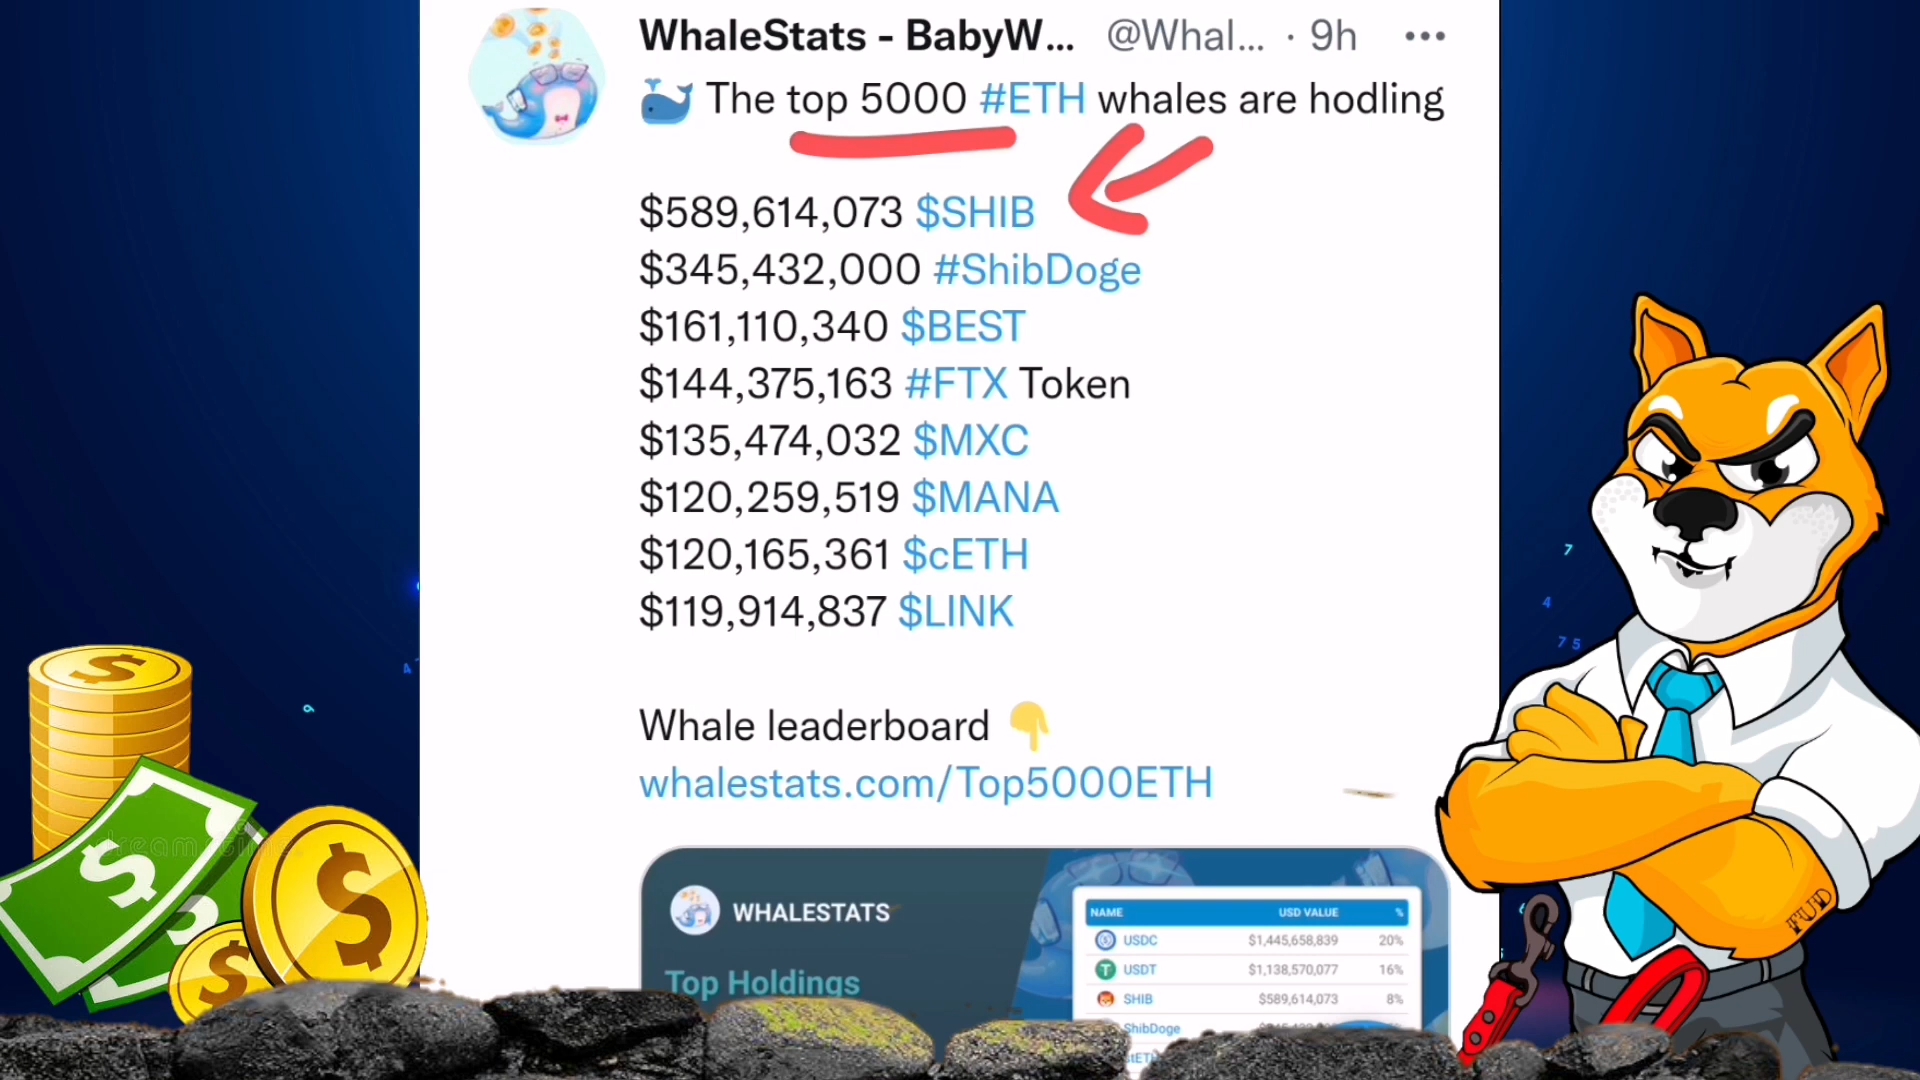 WhaleStats - BabyW... @Whal... · 9h
The top 5000 #ETH whales are hodling
$589,614,073 $SHIB
$345,432,000 #ShibDoge
$161,110,340 $BEST
$144,375,163 #FTX Token
$135,474,032 $MXC
$120,259,519 $MANA
$120,165,361 $cETH
$119,914,837 $LINK
Whale leaderboard
whalestats.com/Top5000ETH
WHALESTATS
Top Holdings
NAME USD VALUE %
USDC $1,445,658,839 20%
USDT $1,138,570,077 16%
SHIB $589,614,073 8%
ShibDoge
FUD